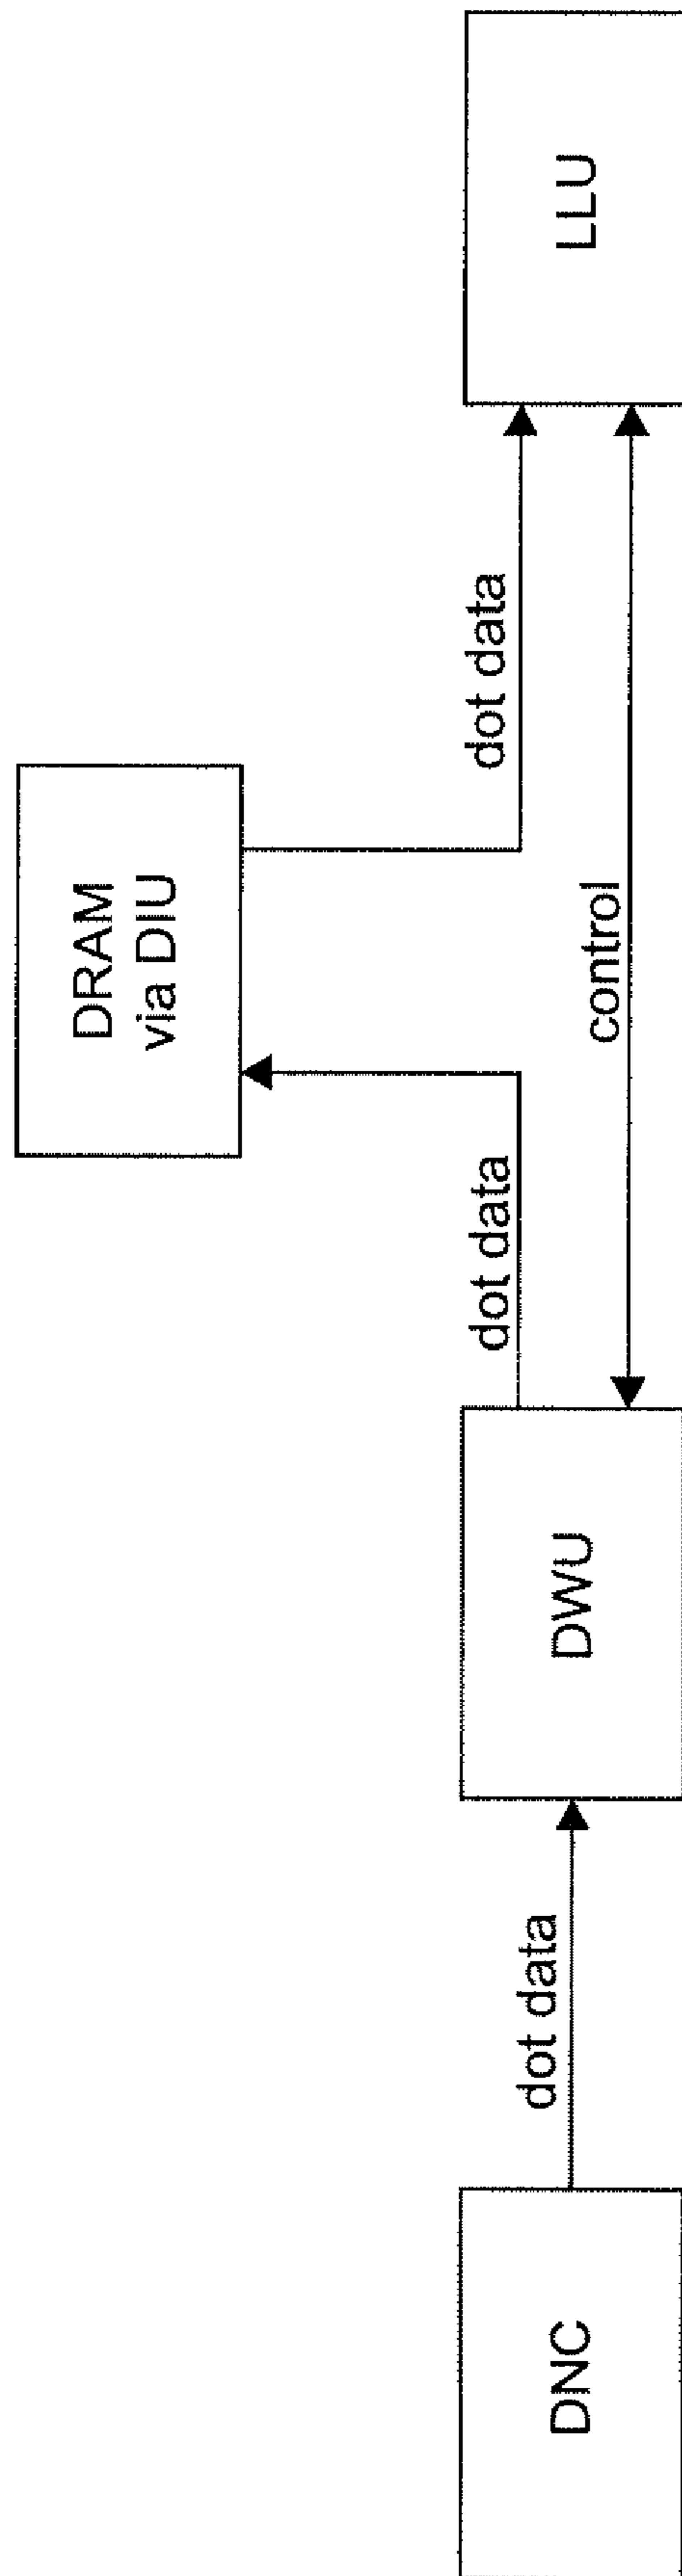 DRAM
via DIU
dot data
dot data
dot data
control
DNC
DWU
LLU